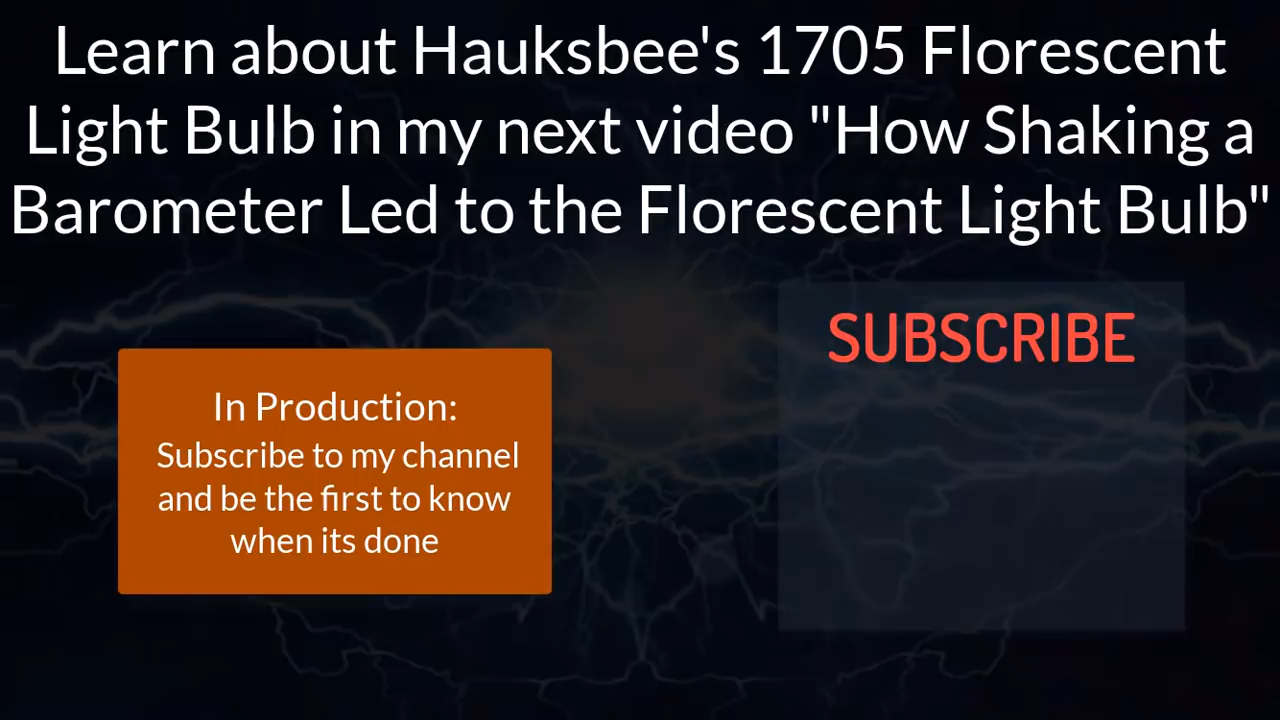 Learn about Hauksbee's 1705 Florescent
Light Bulb in my next video "How Shaking a
Barometer Led to the Florescent Light Bulb"
SUBSCRIBE
In Production:
Subscribe to my channel
and be the first to know
when its done